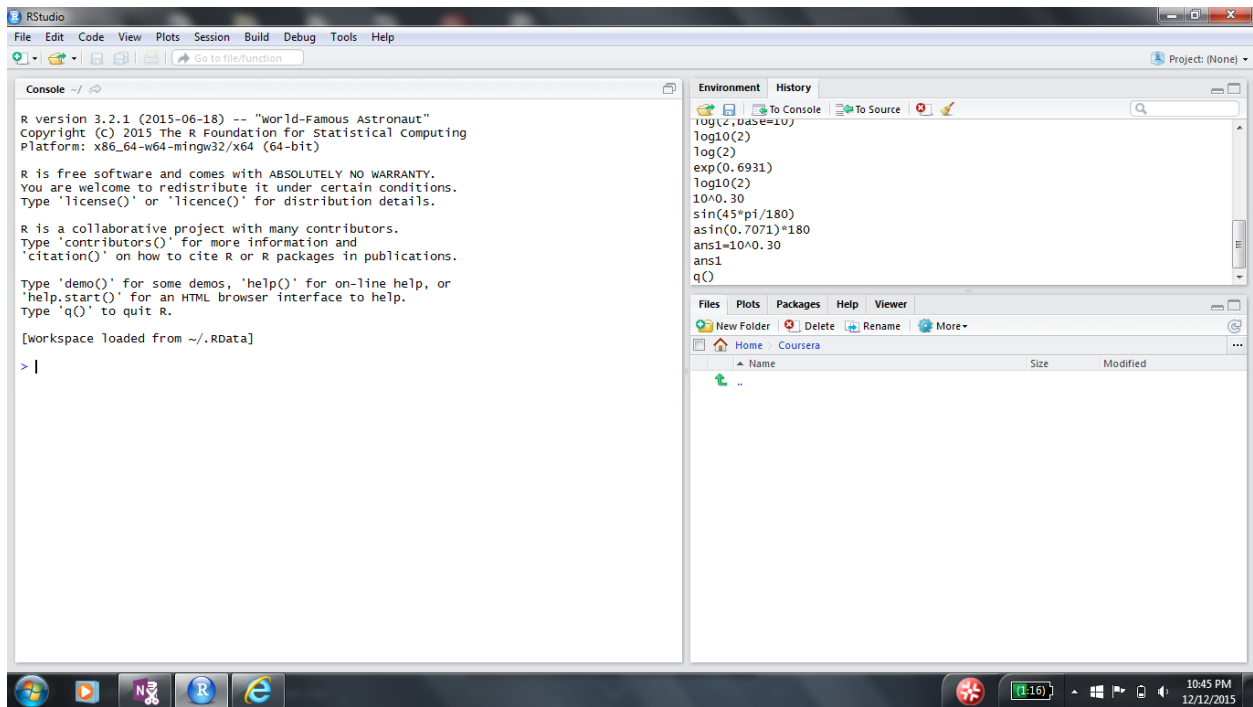 RStudio
File Edit Code View Plots Session Build Debug Tools Help
Go to file/function
Project: (None)
Console ~/
R version 3.2.1 (2015-06-18) -- "World-Famous Astronaut"
Copyright (C) 2015 The R Foundation for Statistical Computing
Platform: x86_64-w64-mingw32/x64 (64-bit)
R is free software and comes with ABSOLUTELY NO WARRANTY.
You are welcome to redistribute it under certain conditions.
Type 'license()' or 'licence()' for distribution details.
R is a collaborative project with many contributors.
Type 'contributors()' for more information and
'citation()' on how to cite R or R packages in publications.
Type 'demo()' for some demos, 'help()' for on-line help, or
'help.start()' for an HTML browser interface to help.
Type 'q()' to quit R.
[Workspace loaded from ~/.RData]
>
Environment History
To Console To Source
log(2,base=10)
log10(2)
log(2)
exp(0.6931)
log10(2)
10^0.30
sin(45*pi/180)
asin(0.7071)*180
ans1=10^0.30
ans1
q()
Files Plots Packages Help Viewer
New Folder Delete Rename More
Home Coursera
Name Size Modified
..
N R
(1:16)
10:45 PM
12/12/2015